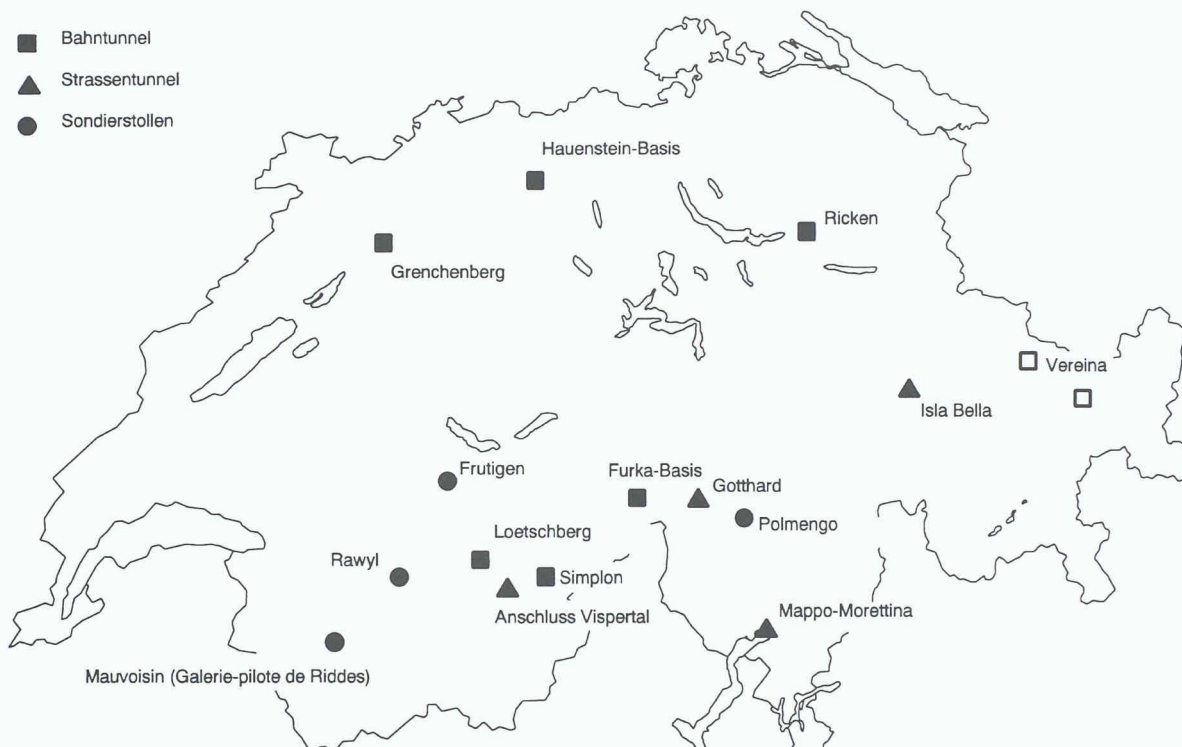 Bahntunnel
Strassentunnel
Sondierstollen
Hauenstein-Basis
Ricken
Grenchenberg
Vereina
Isla Bella
Frutigen
Furka-Basis
Gotthard
Polmengo
Loetschberg
Rawyl
Simplon
Anschluss Vispertal
Mappo-Morettina
Mauvoisin (Galerie-pilote de Riddes)